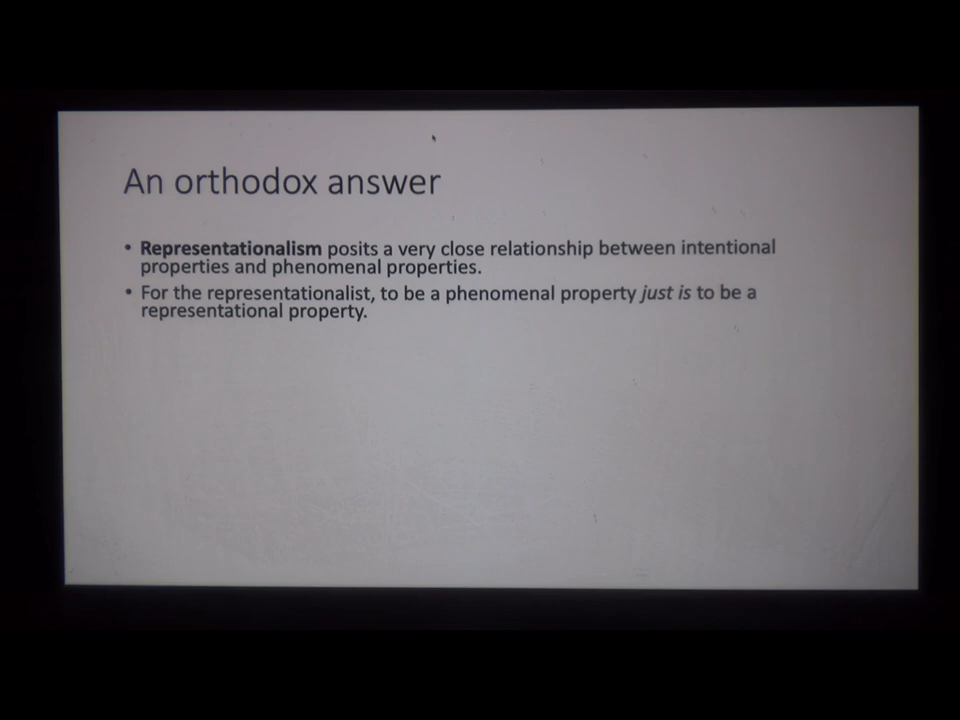 An orthodox answer
• Representationalism posits a very close relationship between intentional
properties and phenomenal properties.
• For the representationalist, to be a phenomenal property just is to be a
representational property.